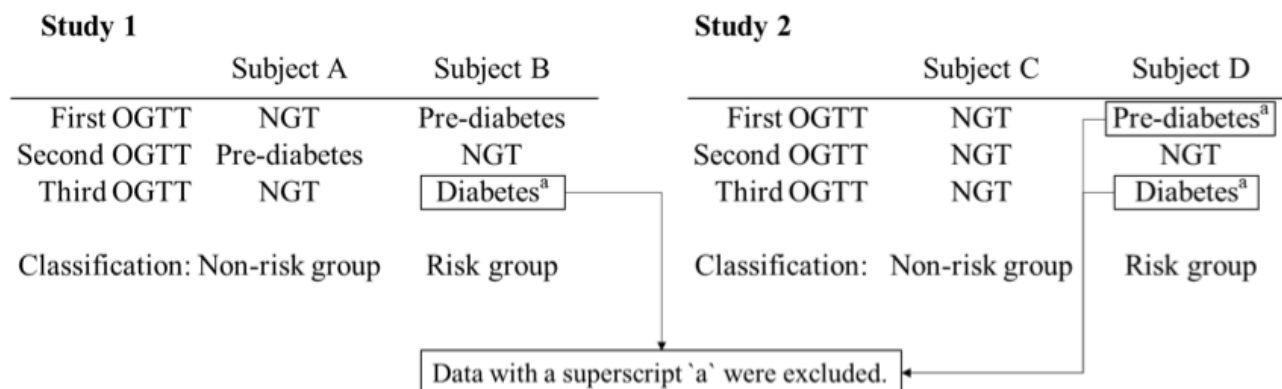 Study 1
Subject A Subject B
First OGTT NGT Pre-diabetes
Second OGTT Pre-diabetes NGT
Third OGTT NGT Diabetesᵃ
Classification: Non-risk group Risk group
Study 2
Subject C Subject D
First OGTT NGT Pre-diabetesᵃ
Second OGTT NGT NGT
Third OGTT NGT Diabetesᵃ
Classification: Non-risk group Risk group
Data with a superscript `a` were excluded.